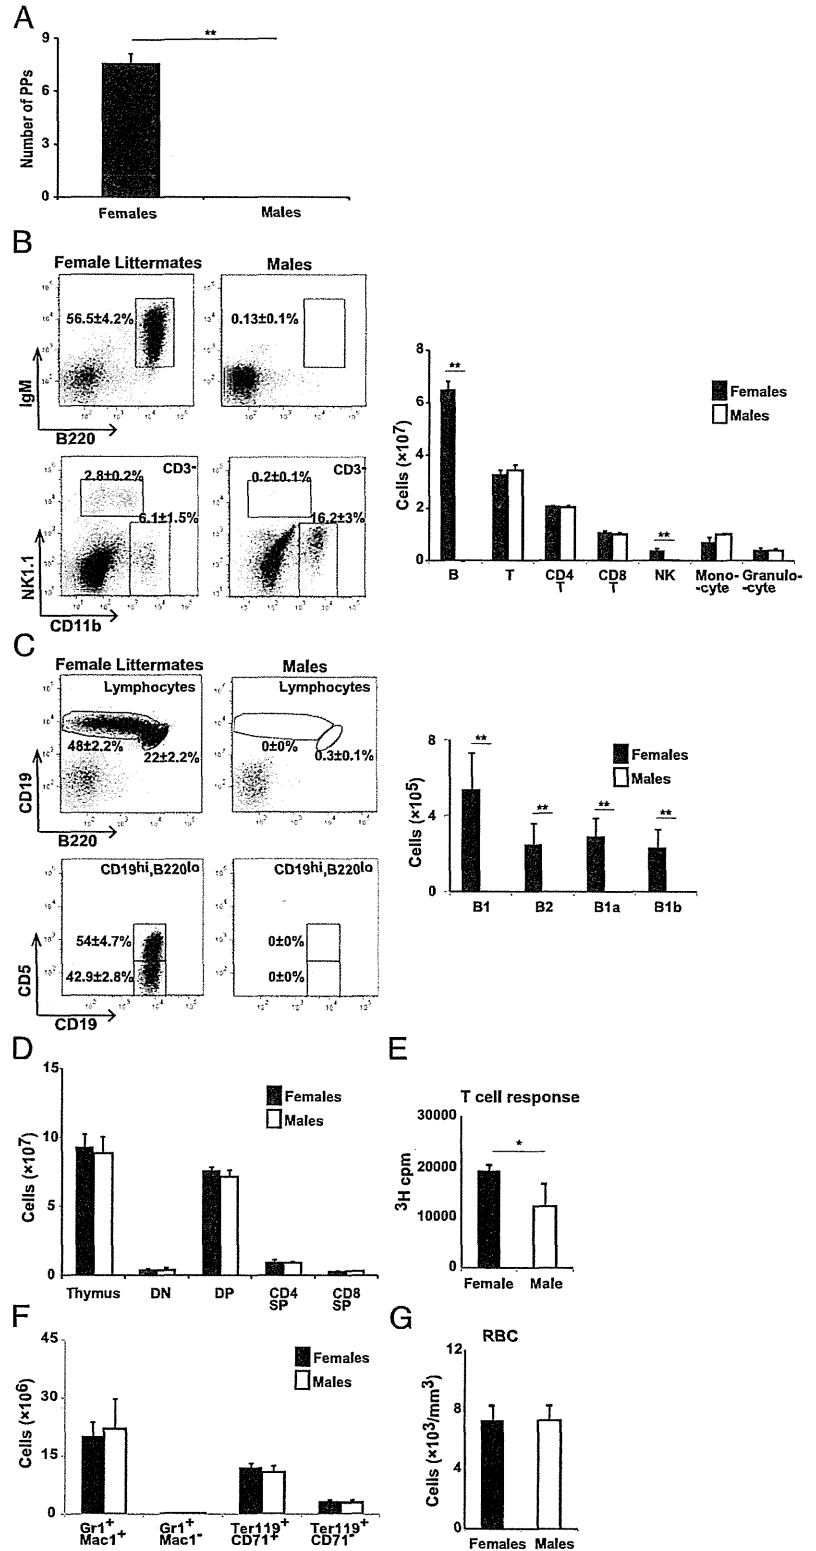 A
**
9
6
3
0
Number of PPs
Females Males
B
Female Littermates Males
56.5±4.2%
0.13±0.1%
IgM
B220
CD3-
2.8±0.2%
6.1±1.5%
CD3-
0.2±0.1%
16.2±3%
NK1.1
CD11b
8
6
4
2
0
Cells (×10⁷)
**
**
Females
Males
B T CD4 T CD8 T NK Mono--cyte Granulo--cyte
C
Female Littermates Males
Lymphocytes
48±2.2%
22±2.2%
Lymphocytes
0±0%
0.3±0.1%
CD19
B220
CD19hi,B220lo
54±4.7%
42.9±2.8%
CD19hi,B220lo
0±0%
0±0%
CD5
CD19
8
4
0
Cells (×10⁵)
**
**
**
**
Females
Males
B1 B2 B1a B1b
D
15
10
5
0
Cells (×10⁷)
Females
Males
Thymus DN DP CD4 SP CD8 SP
E
T cell response
30000
20000
10000
0
³H cpm
*
Female Male
F
45
30
15
0
Cells (×10⁶)
Females
Males
Gr1⁺ Mac1⁺ Gr1⁺ Mac1⁻ Ter119⁺ CD71⁺ Ter119⁺ CD71⁻
G
RBC
12
8
4
0
Cells (×10³/mm³)
Females Males